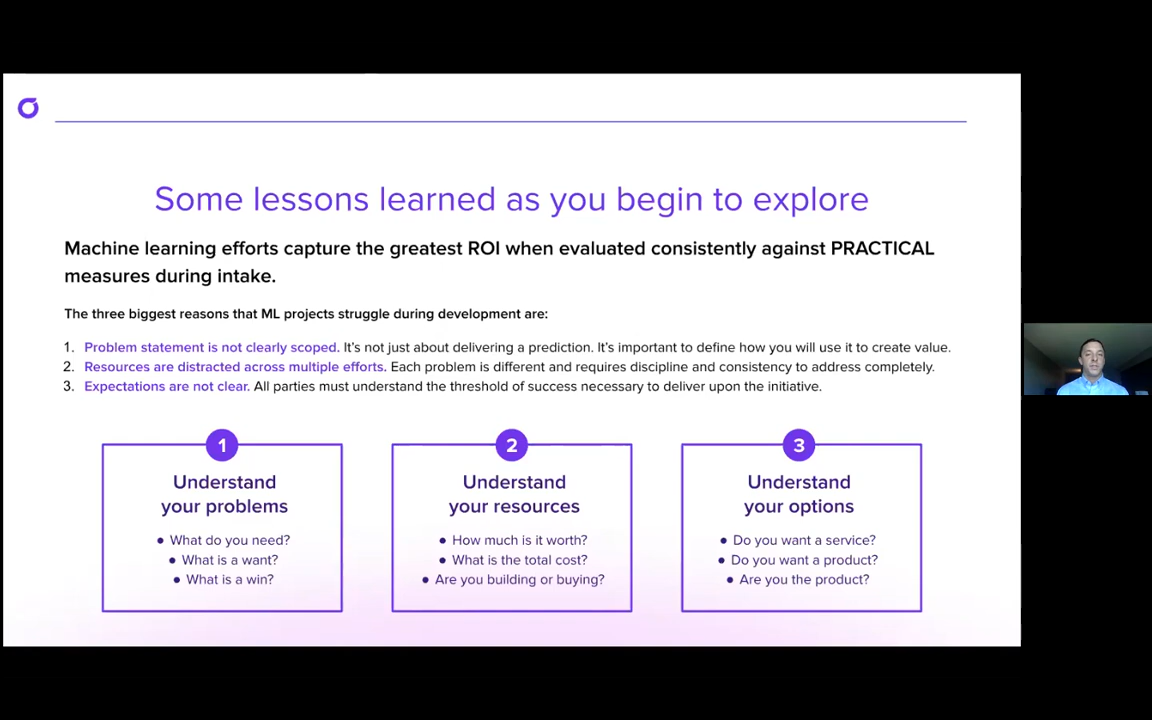 Some lessons learned as you begin to explore
Machine learning efforts capture the greatest ROI when evaluated consistently against PRACTICAL
measures during intake.
The three biggest reasons that ML projects struggle during development are:
1. Problem statement is not clearly scoped. It's not just about delivering a prediction. It's important to define how you will use it to create value.
2. Resources are distracted across multiple efforts. Each problem is different and requires discipline and consistency to address completely.
3. Expectations are not clear. All parties must understand the threshold of success necessary to deliver upon the initiative.
1
Understand
your problems
• What do you need?
• What is a want?
• What is a win?
2
Understand
your resources
• How much is it worth?
• What is the total cost?
• Are you building or buying?
3
Understand
your options
• Do you want a service?
• Do you want a product?
• Are you the product?